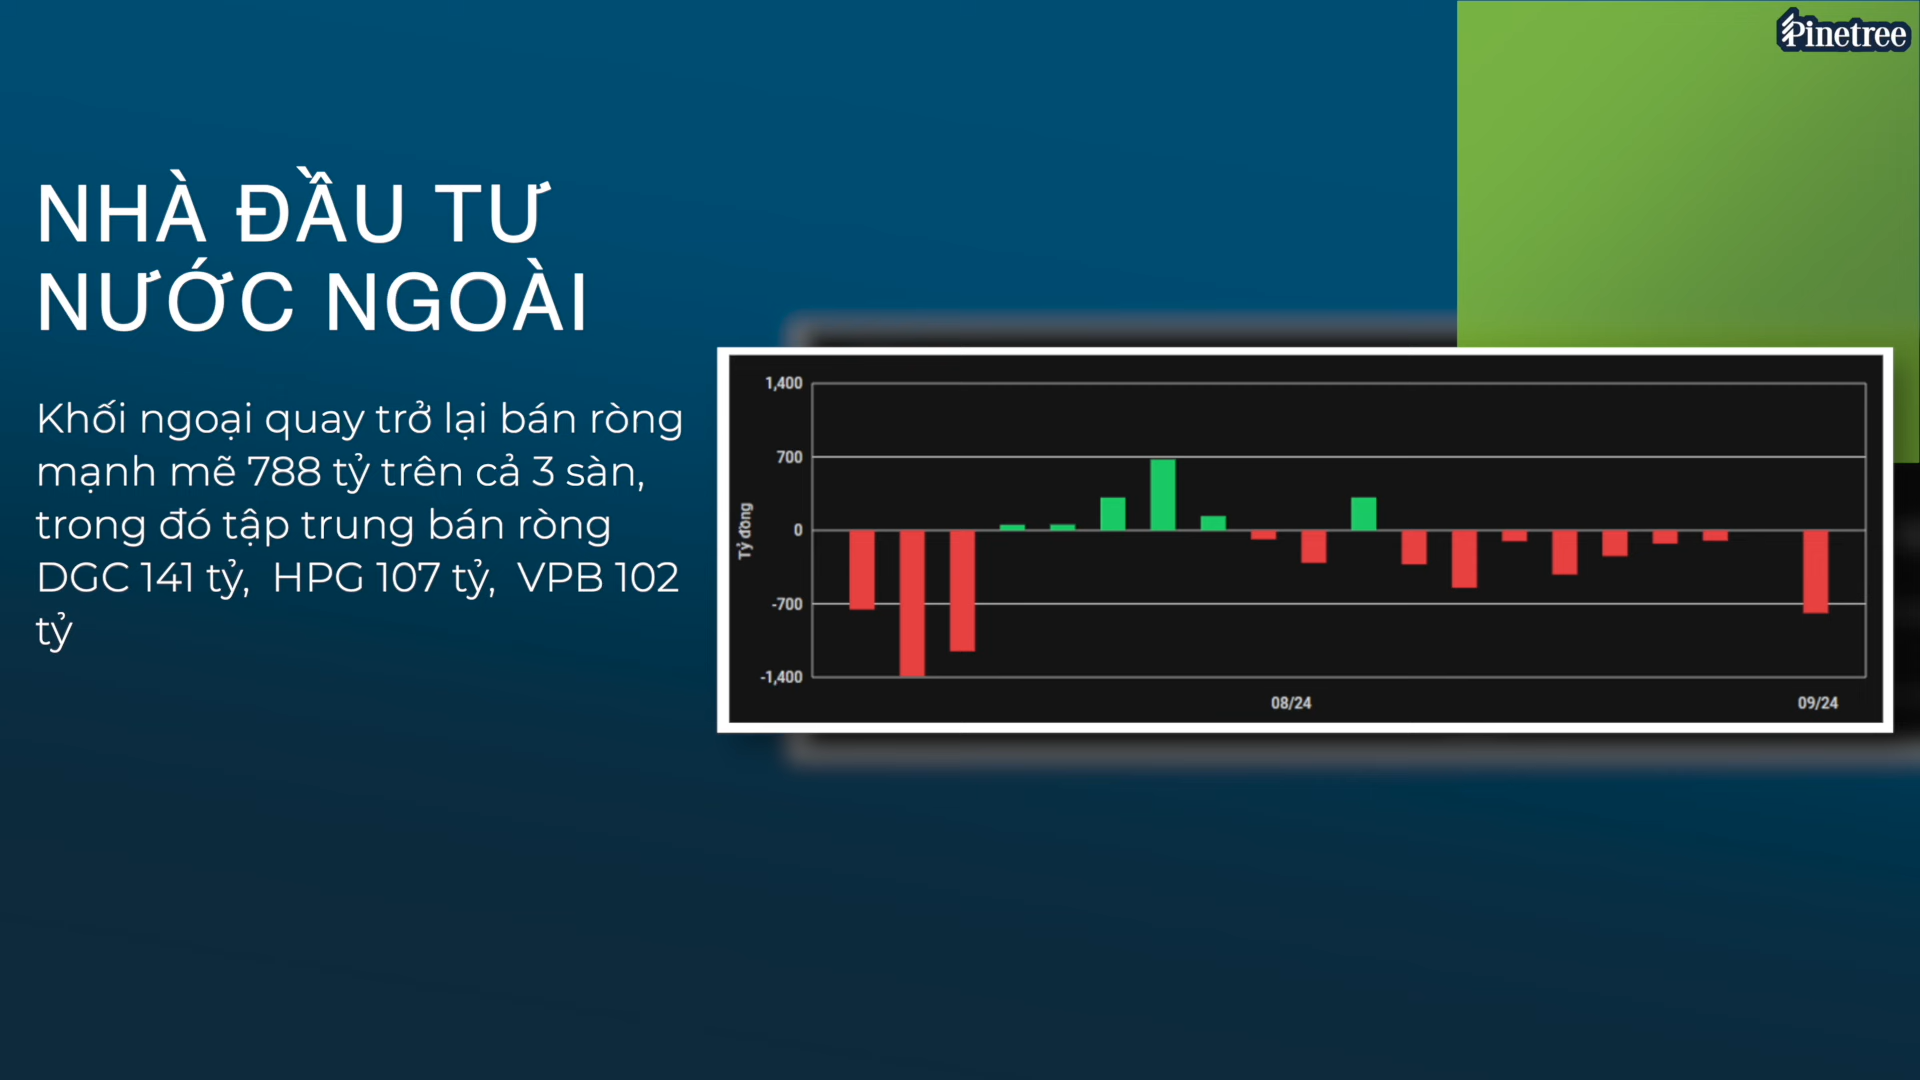 Pinetree
NHÀ ĐẦU TƯ
NƯỚC NGOÀI
Khối ngoại quay trở lại bán ròng
mạnh mẽ 788 tỷ trên cả 3 sàn,
trong đó tập trung bán ròng
DGC 141 tỷ,  HPG 107 tỷ,  VPB 102
tỷ
Tỷ đồng
1,400
700
0
-700
-1,400
08/24
09/24